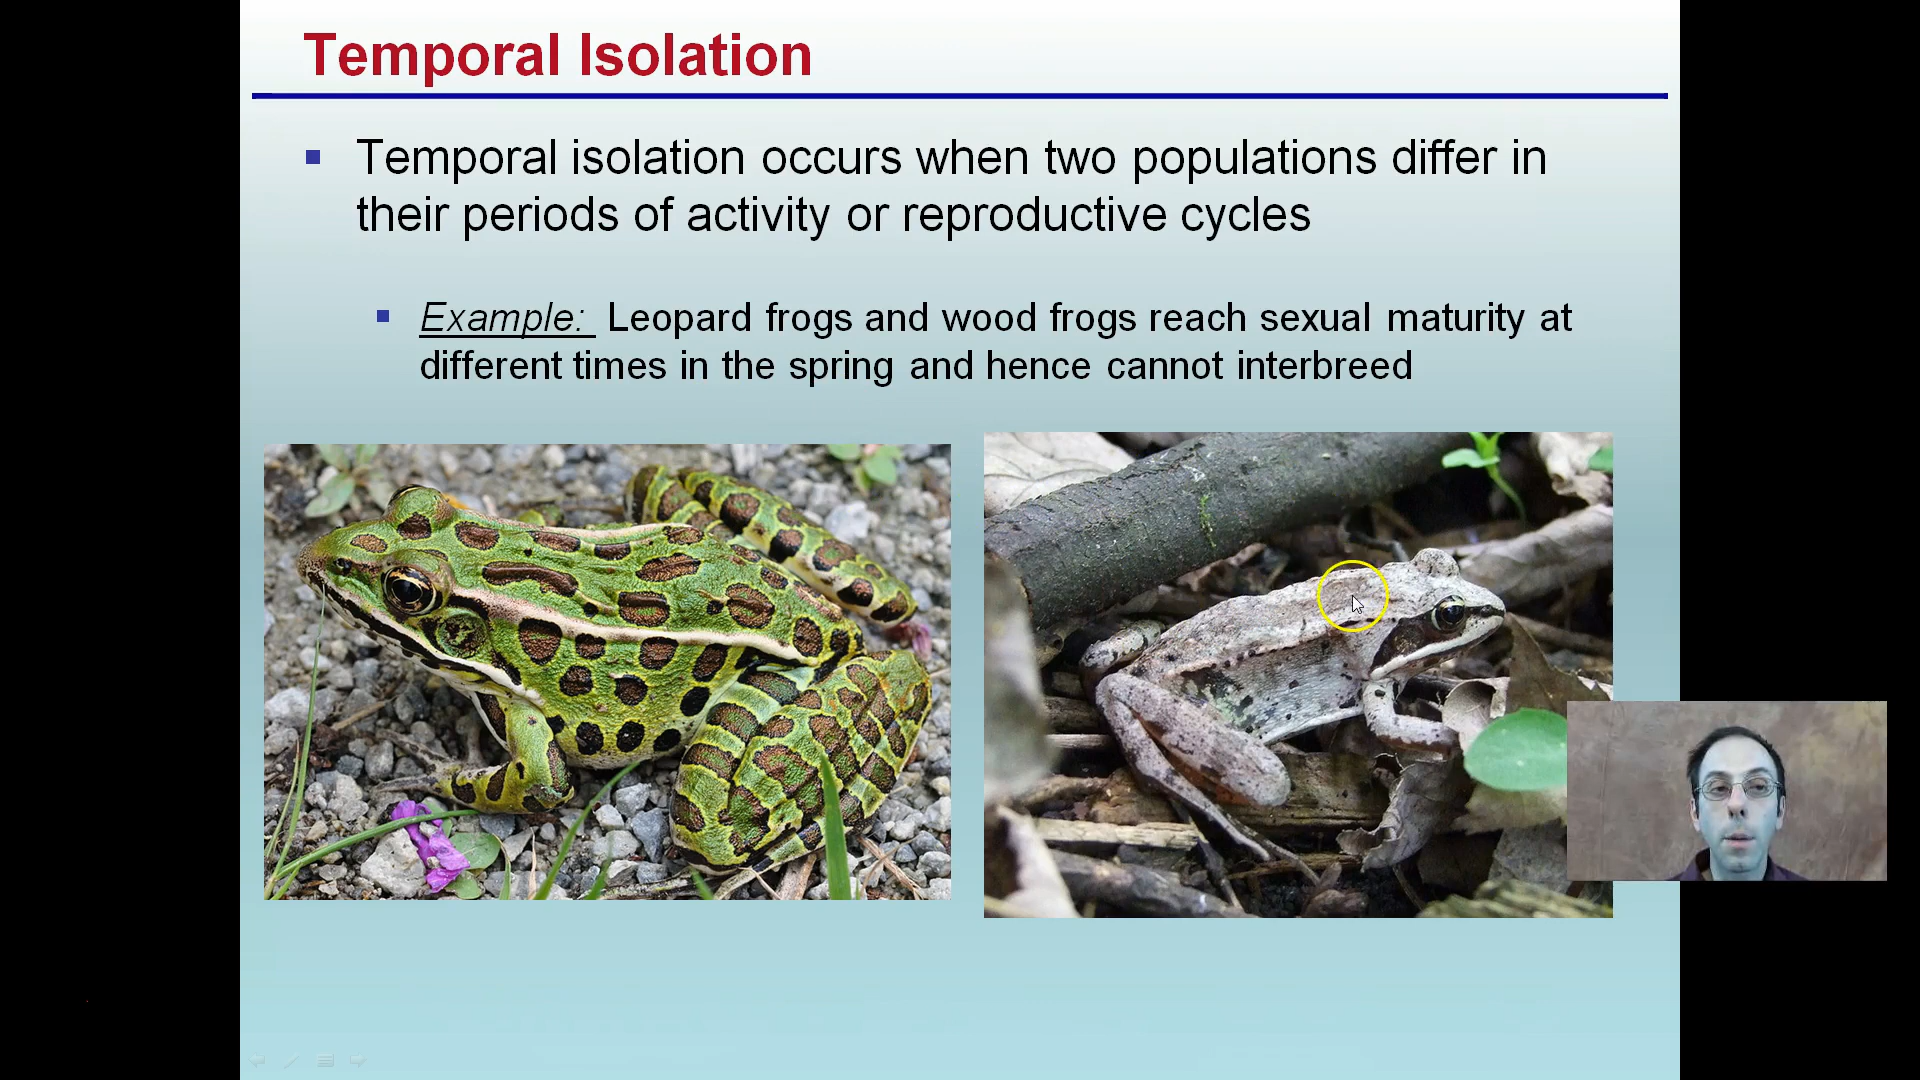 Temporal Isolation
Temporal isolation occurs when two populations differ in
their periods of activity or reproductive cycles
Example: Leopard frogs and wood frogs reach sexual maturity at
different times in the spring and hence cannot interbreed